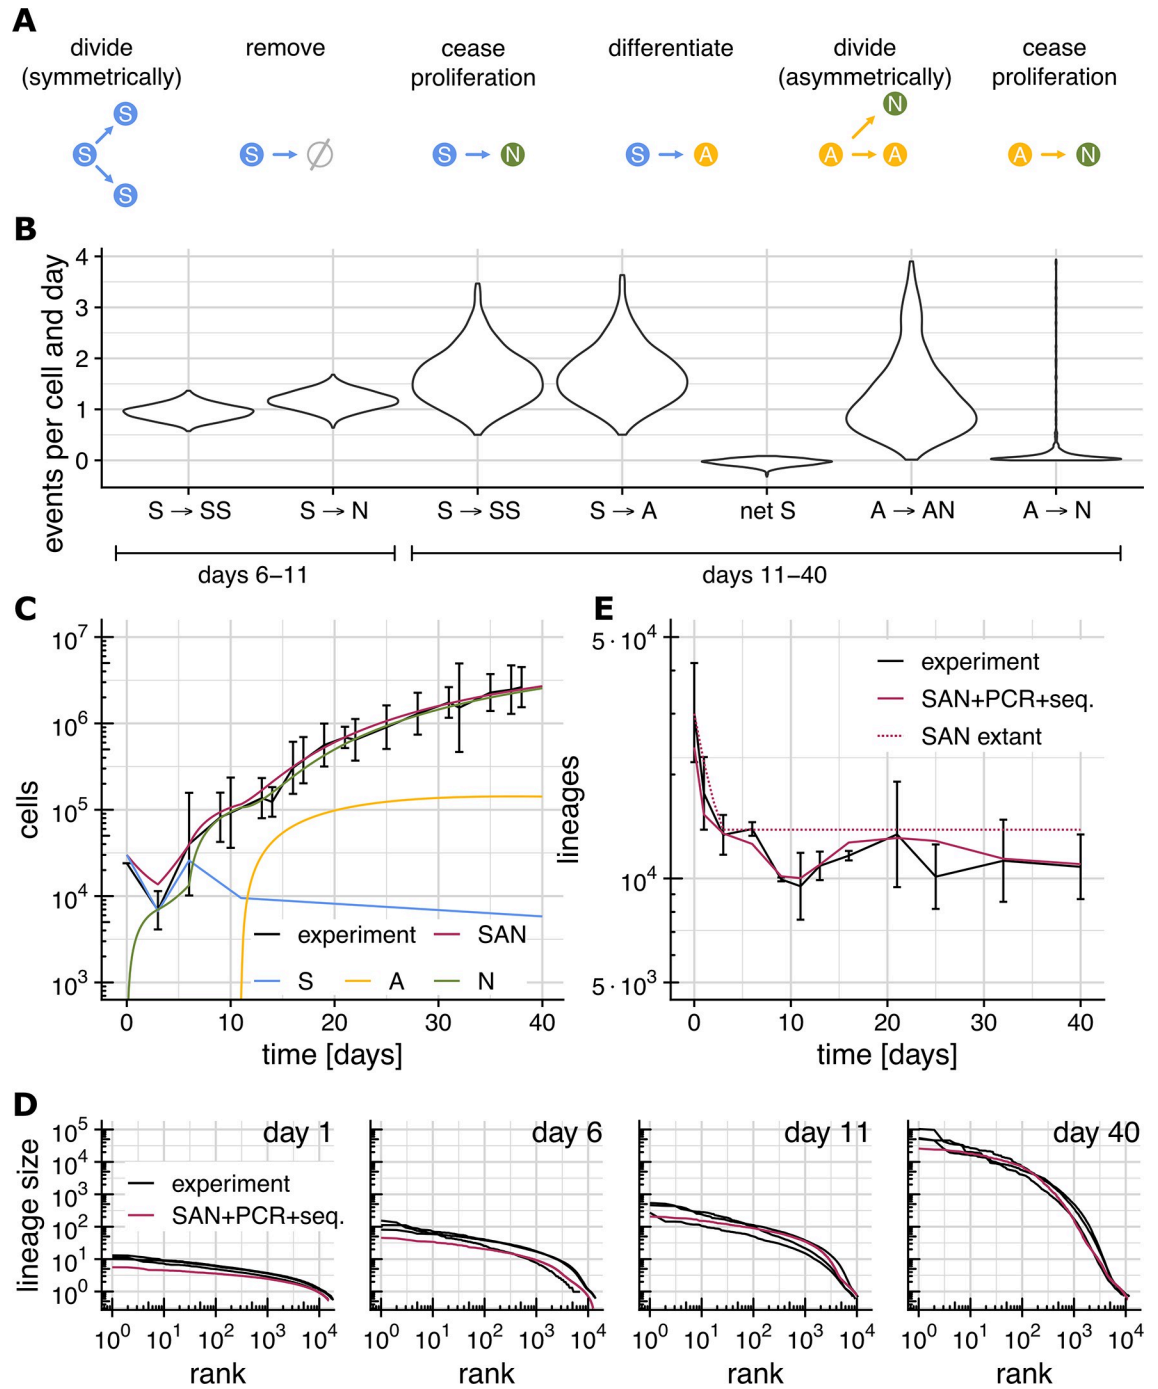 A
divide
(symmetrically)
remove
cease
proliferation
differentiate
divide
(asymmetrically)
cease
proliferation
S
S
S
S
∅
S
N
S
A
A
N
A
A
N
B
events per cell and day
4
3
2
1
0
S → SS
S → N
S → SS
S → A
net S
A → AN
A → N
days 6–11
days 11–40
C
cells
10⁷
10⁶
10⁵
10⁴
10³
experiment
SAN
S
A
N
0
10
20
30
40
time [days]
E
lineages
5·10⁴
10⁴
5·10³
experiment
SAN+PCR+seq.
SAN extant
0
10
20
30
40
time [days]
D
lineage size
10⁵
10⁴
10³
10²
10¹
10⁰
day 1
experiment
SAN+PCR+seq.
10⁰ 10¹ 10² 10³ 10⁴
rank
day 6
10⁰ 10¹ 10² 10³ 10⁴
rank
day 11
10⁰ 10¹ 10² 10³ 10⁴
rank
day 40
10⁰ 10¹ 10² 10³ 10⁴
rank